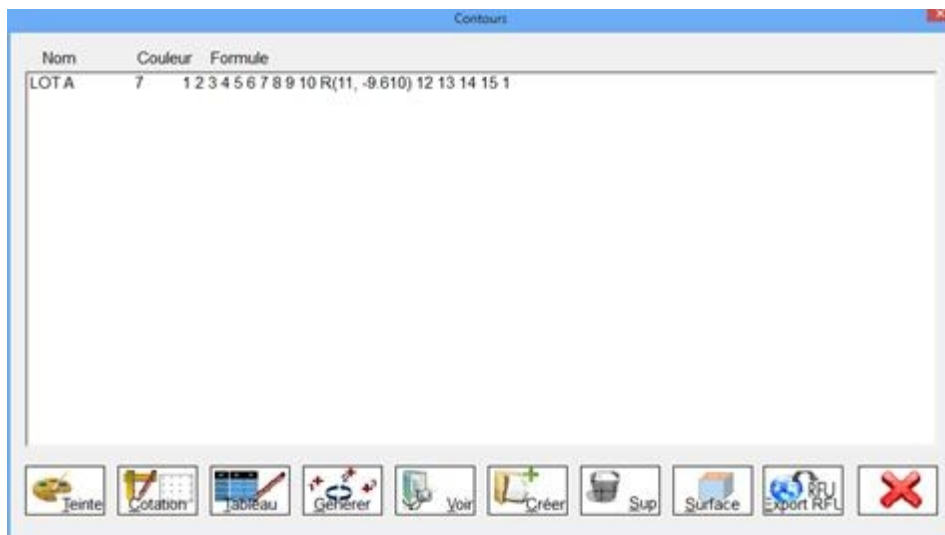 Contours
Nom Couleur Formule
LOT A 7 1 2 3 4 5 6 7 8 9 10 R(11, -9.610) 12 13 14 15 1
Teinte Cotation Tableau Générer Voir Créer Sup Surface Export RFU
RFU